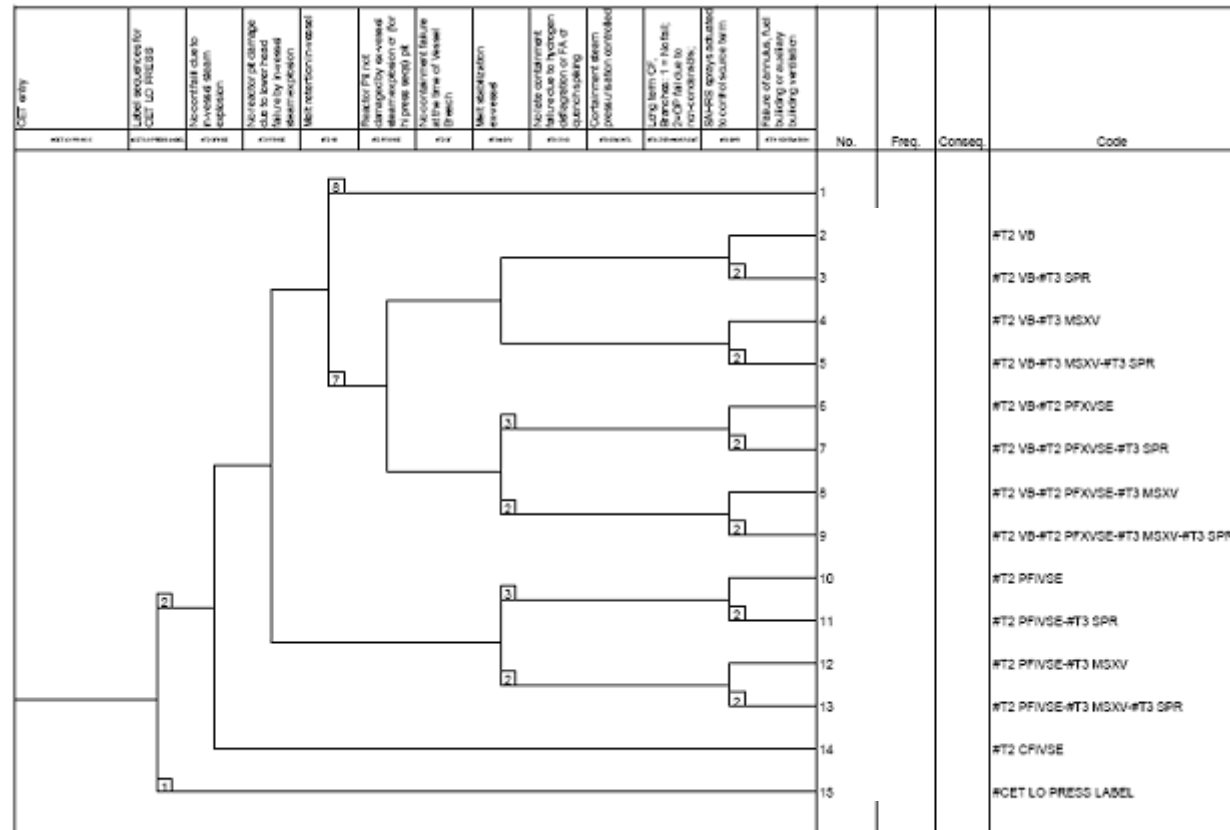 CET entry
Label sequences for
CET LO PRESS
No cont fail due to
in-vessel steam
explosion
No reactor pit damage
due to lower head
failure by in-vessel
steam explosion
Melt retention in-vessel
Reactor Pit not
damaged by ex-vessel
steam explosion or (for
hi press seqs) pit
No containment failure
at the time of Vessel
Breech
Melt stabilization
ex-vessel
No late containment
failure due to hydrogen
deflagration or FA or
quench spiking
Containment steam
pressurisation controlled
Long term CF,
Branches: 1 = No fail;
2=OP fail due to
non-condensible;
SAHRS sprays actuated
to control source term
Failure of annulus, fuel
building or auxiliary
building ventilation
No.
Freq.
Conseq.
Code
8
1
2
#T2 VB
2
3
#T2 VB-#T3 SPR
4
#T2 VB-#T3 MSXV
2
5
#T2 VB-#T3 MSXV-#T3 SPR
7
3
6
#T2 VB-#T2 PFXVSE
2
7
#T2 VB-#T2 PFXVSE-#T3 SPR
8
#T2 VB-#T2 PFXVSE-#T3 MSXV
2
2
9
#T2 VB-#T2 PFXVSE-#T3 MSXV-#T3 SPR
3
10
#T2 PFIVSE
2
2
11
#T2 PFIVSE-#T3 SPR
12
#T2 PFIVSE-#T3 MSXV
2
2
13
#T2 PFIVSE-#T3 MSXV-#T3 SPR
14
#T2 CFIVSE
1
15
#CET LO PRESS LABEL